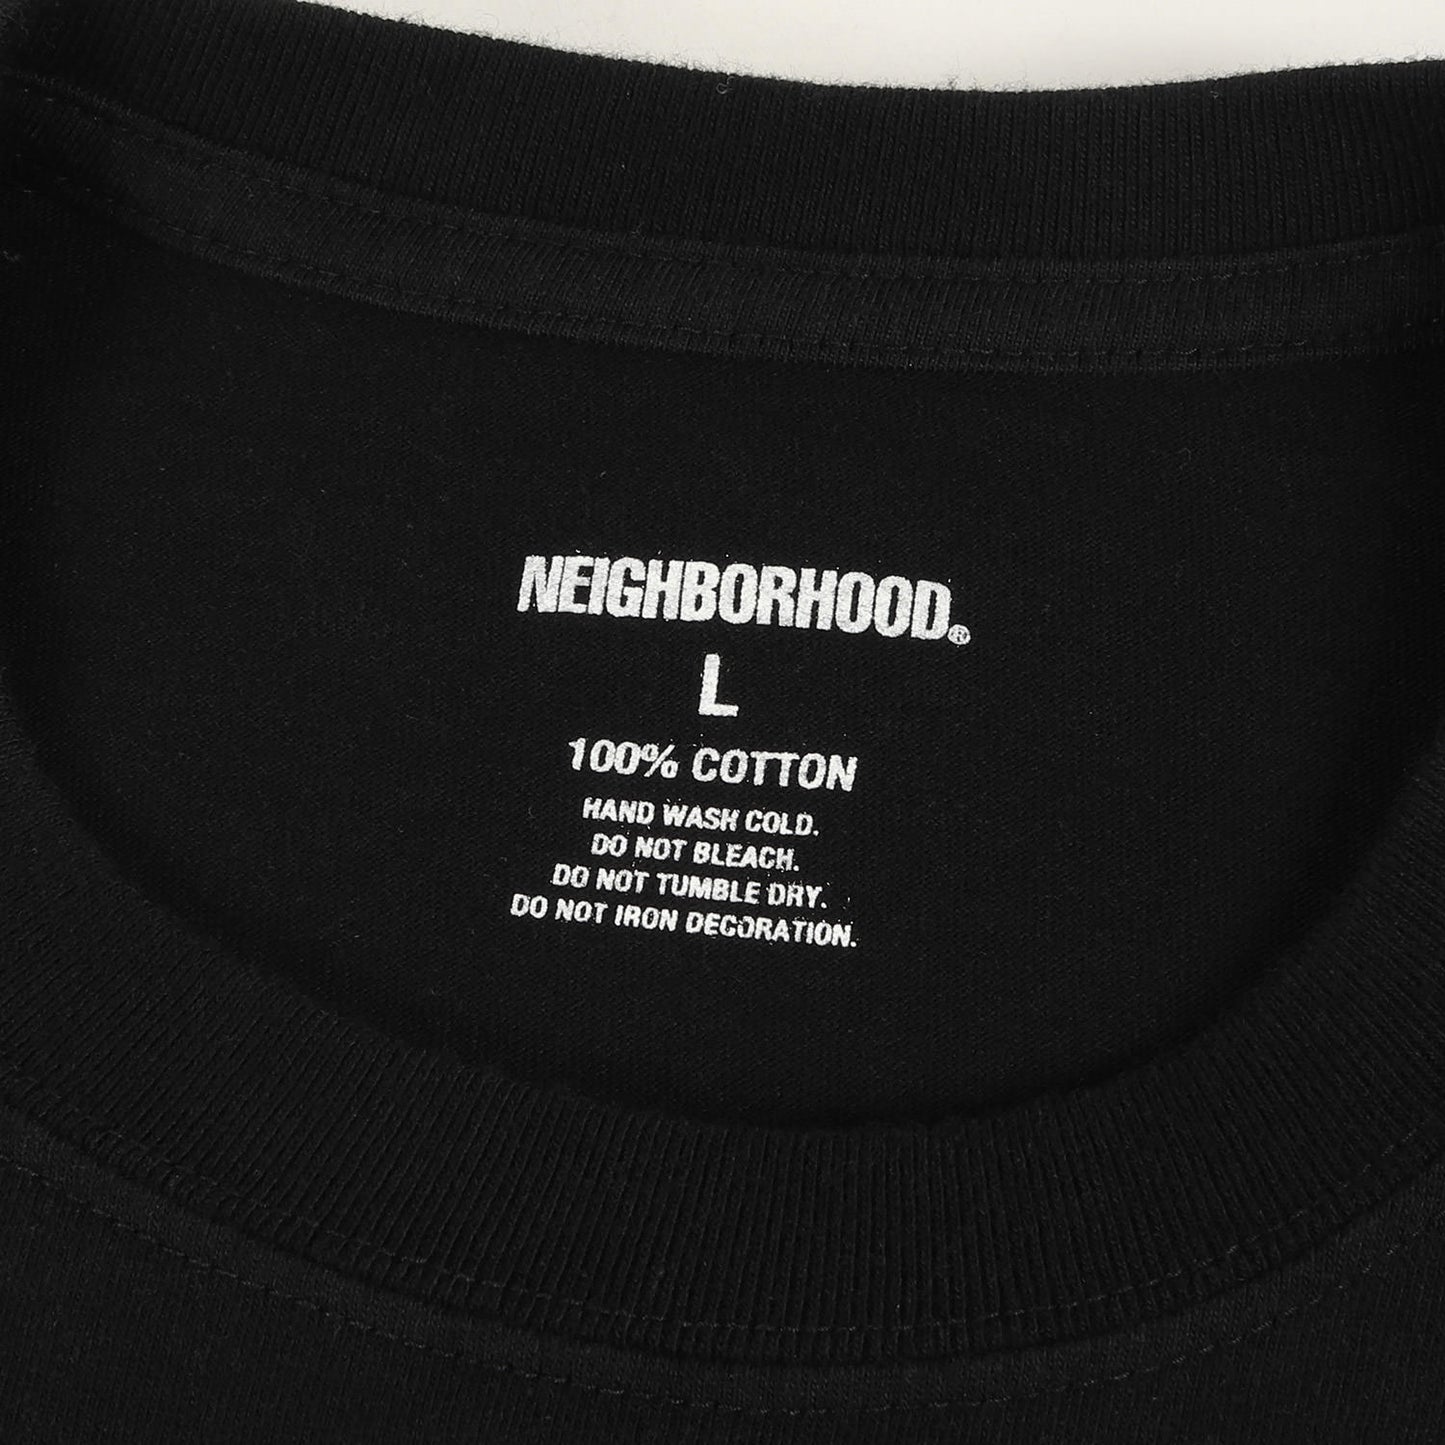 NEIGHBORHOOD®
L
100% COTTON
HAND WASH COLD.
DO NOT BLEACH.
DO NOT TUMBLE DRY.
DO NOT IRON DECORATION.